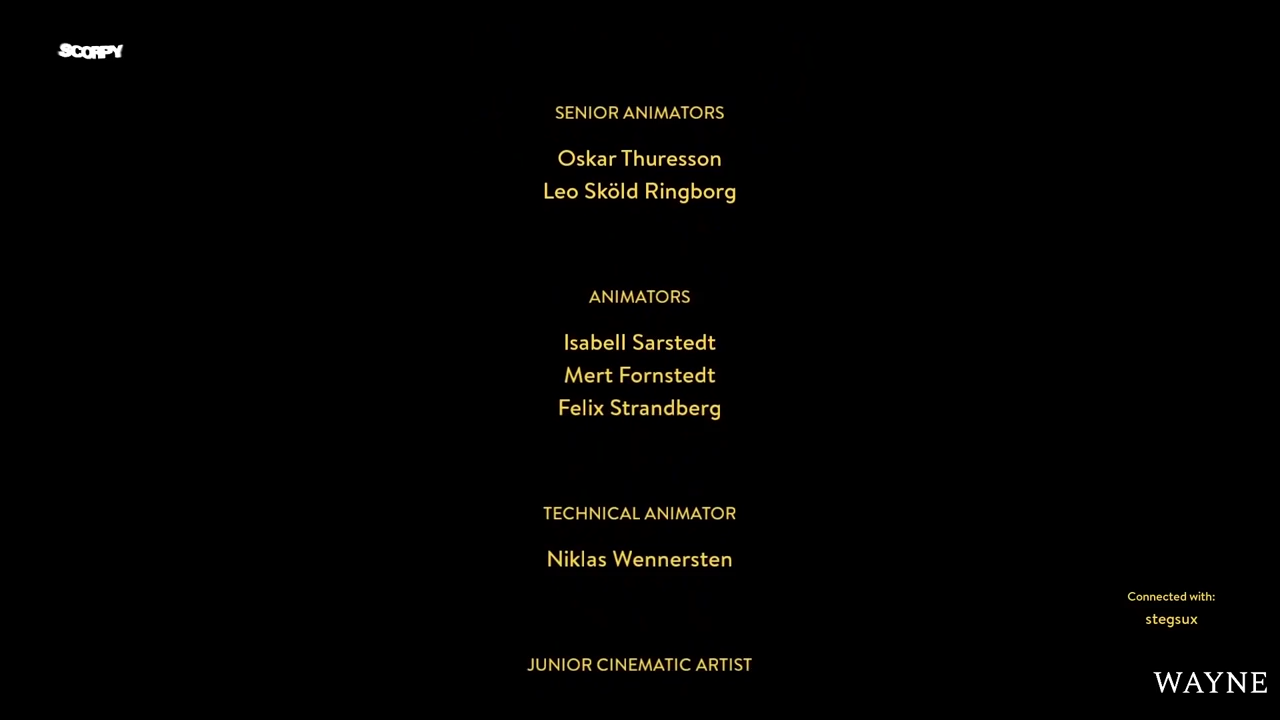 SCORPY
SENIOR ANIMATORS
Oskar Thuresson
Leo Sköld Ringborg
ANIMATORS
Isabell Sarstedt
Mert Fornstedt
Felix Strandberg
TECHNICAL ANIMATOR
Niklas Wennersten
Connected with:
stegsux
JUNIOR CINEMATIC ARTIST
WAYNE